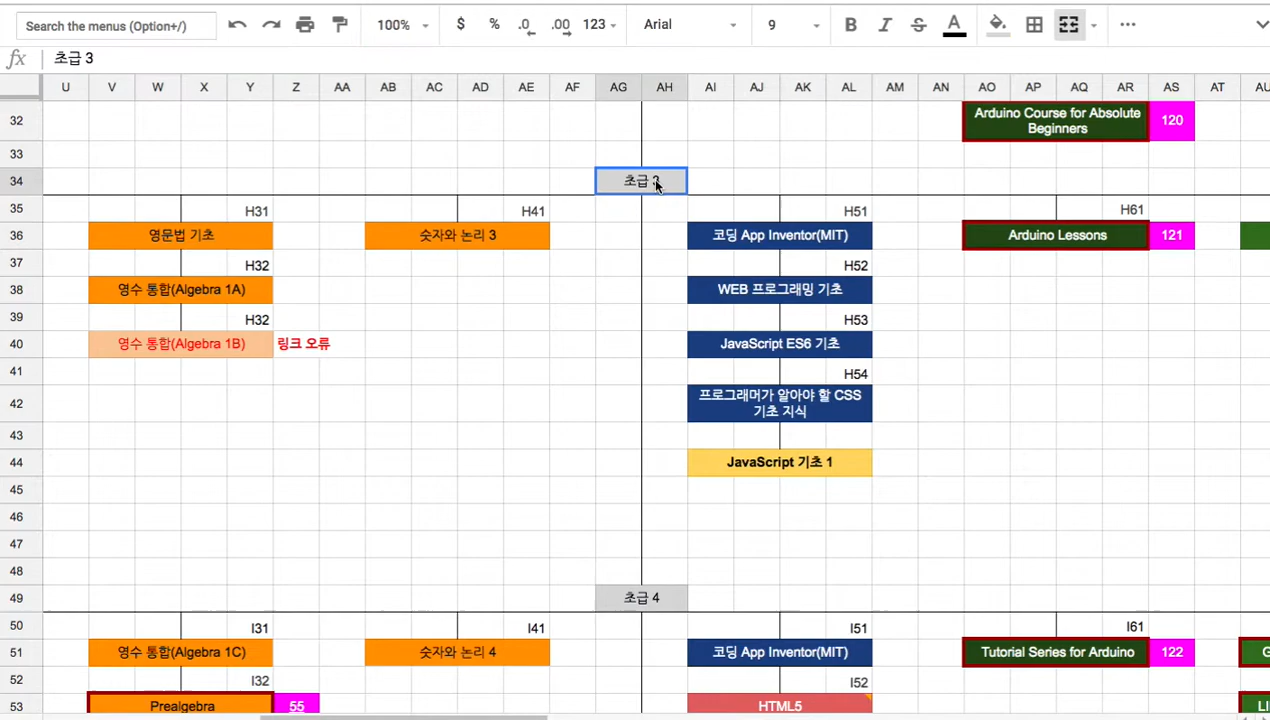 Search the menus (Option+/)
100%
$ % .0 .00 123
Arial
9
B I S A
fx 초급 3
U V W X Y Z AA AB AC AD AE AF AG AH AI AJ AK AL AM AN AO AP AQ AR AS AT AU
32
Arduino Course for Absolute
Beginners
120
33
34 초급 3
35 H31 H41 H51 H61
36 영문법 기초 숫자와 논리 3 코딩 App Inventor(MIT) Arduino Lessons 121
37 H32 H52
38 영수 통합(Algebra 1A) WEB 프로그래밍 기초
39 H32 H53
40 영수 통합(Algebra 1B) 링크 오류 JavaScript ES6 기초
41 H54
42 프로그래머가 알아야 할 CSS
기초 지식
43
44 JavaScript 기초 1
45
46
47
48
49 초급 4
50 I31 I41 I51 I61
51 영수 통합(Algebra 1C) 숫자와 논리 4 코딩 App Inventor(MIT) Tutorial Series for Arduino 122 G
52 I32 I52
53 Prealgebra 55 HTML5 LI